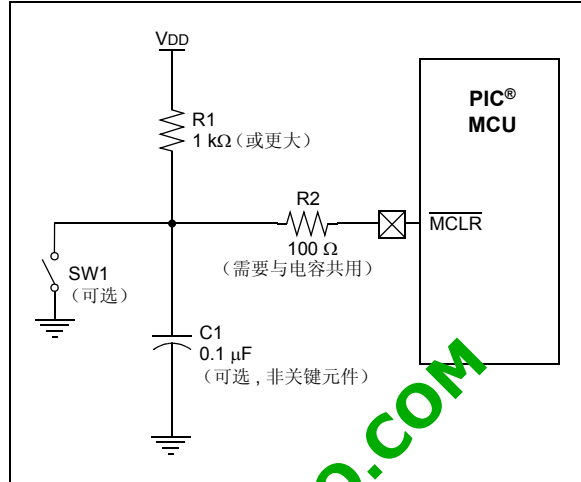 VDD
R1
1 kΩ（或更大）
PIC®
MCU
R2
100 Ω
（需要与电容共用）
MCLR
SW1
（可选）
C1
0.1 μF
（可选 , 非关键元件）
O.COM